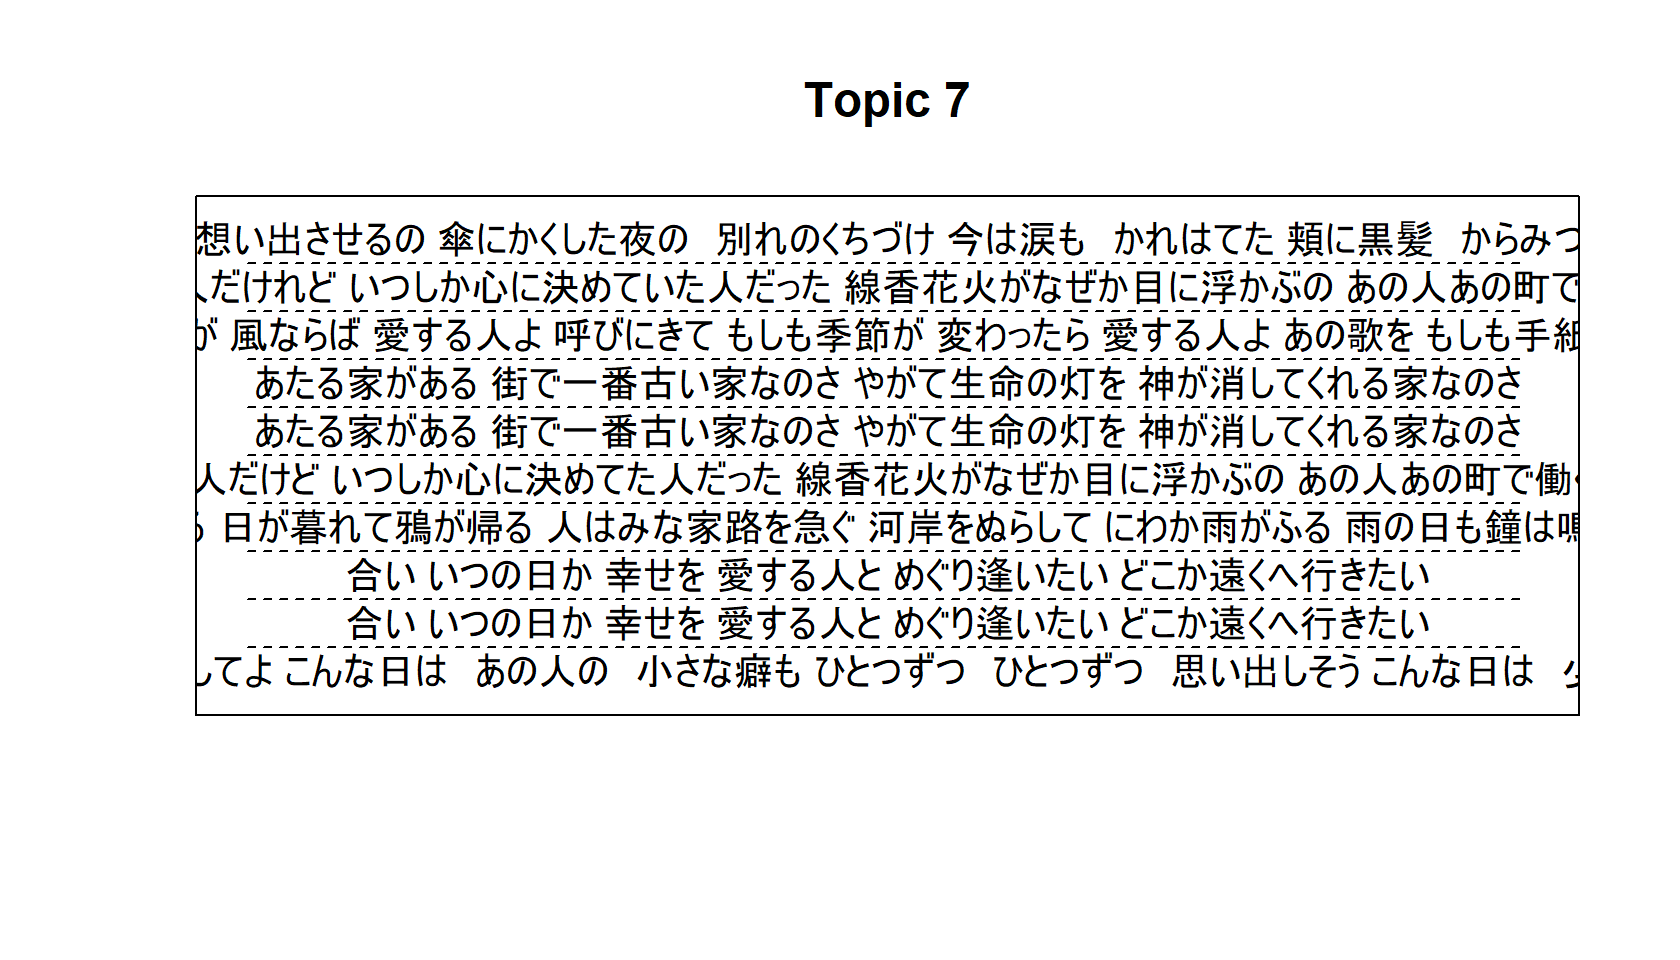 Topic 7
想い出させるの 傘にかくした夜の　別れのくちづけ 今は涙も　かれはてた 頬に黒髪　からみつ
だけれど いつしか心に決めていた人だった 線香花火がなぜか目に浮かぶの あの人あの町で
が 風ならば 愛する人よ 呼びにきて もしも季節が 変わったら 愛する人よ あの歌を もしも手紙
あたる家がある 街で一番古い家なのさ やがて生命の灯を 神が消してくれる家なのさ
あたる家がある 街で一番古い家なのさ やがて生命の灯を 神が消してくれる家なのさ
人だけど いつしか心に決めてた人だった 線香花火がなぜか目に浮かぶの あの人あの町で働
日が暮れて鴉が帰る 人はみな家路を急ぐ 河岸をぬらして にわか雨がふる 雨の日も鐘は鳴
合い いつの日か 幸せを 愛する人と めぐり逢いたい どこか遠くへ行きたい
合い いつの日か 幸せを 愛する人と めぐり逢いたい どこか遠くへ行きたい
してよ こんな日は　あの人の　小さな癖も ひとつずつ　ひとつずつ　思い出しそう こんな日は